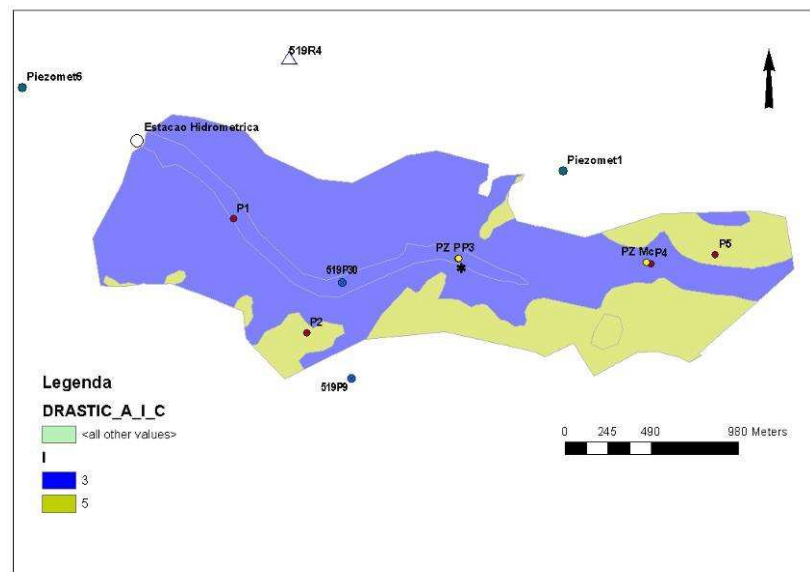 519R4
Piezomet6
Estacao Hidrometrica
Piezomet1
P1
PZ PP3
P5
PZ McP4
519P30
P2
519P9
Legenda
DRASTIC_A_I_C
<all other values>
I
3
5
0 245 490 980 Meters